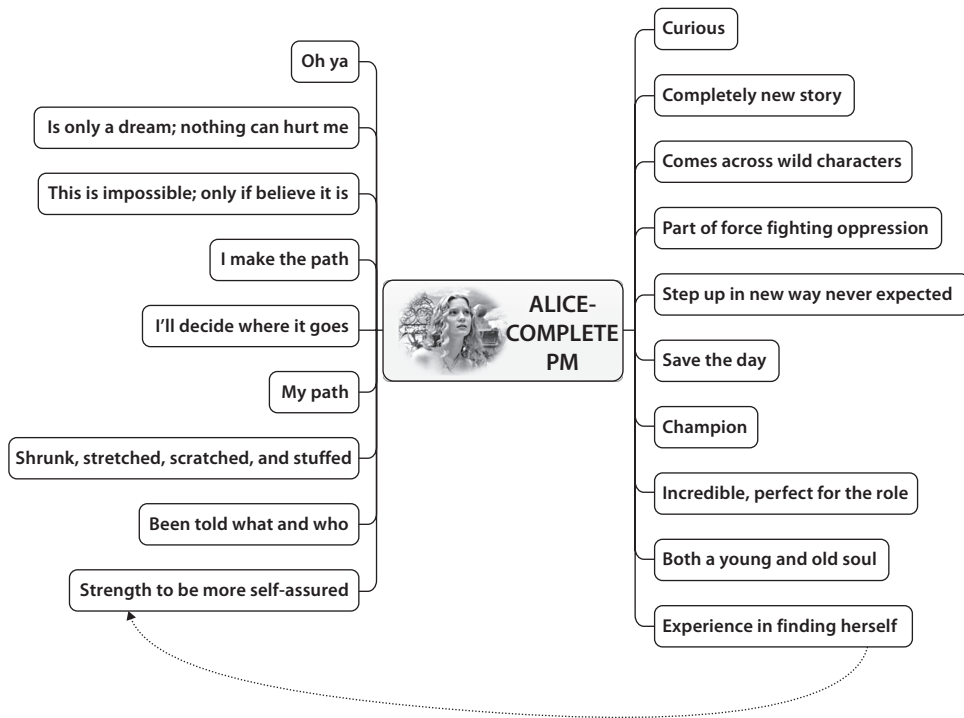 Curious
Completely new story
Comes across wild characters
Part of force fighting oppression
Step up in new way never expected
Save the day
Champion
Incredible, perfect for the role
Both a young and old soul
Experience in finding herself
ALICE-
COMPLETE
PM
Oh ya
Is only a dream; nothing can hurt me
This is impossible; only if believe it is
I make the path
I’ll decide where it goes
My path
Shrunk, stretched, scratched, and stuffed
Been told what and who
Strength to be more self-assured